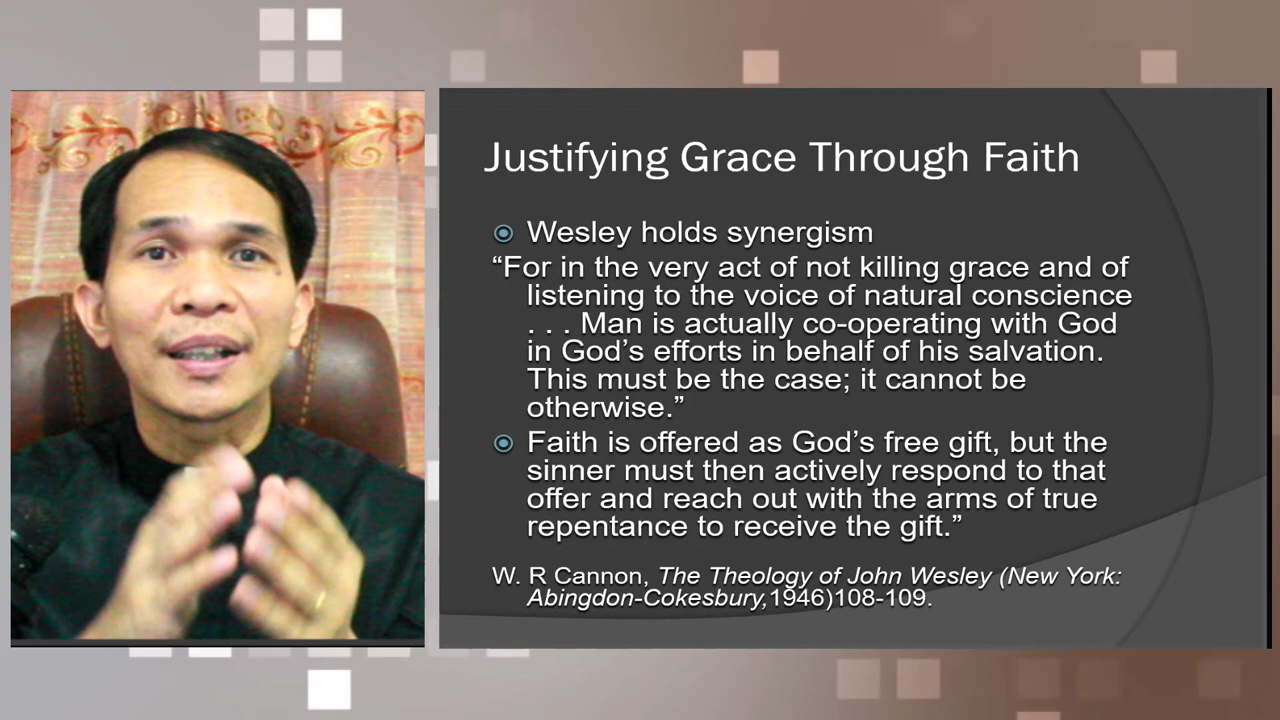 Justifying Grace Through Faith
Wesley holds synergism
“For in the very act of not killing grace and of
listening to the voice of natural conscience
. . . Man is actually co-operating with God
in God’s efforts in behalf of his salvation.
This must be the case; it cannot be
otherwise.”
Faith is offered as God’s free gift, but the
sinner must then actively respond to that
offer and reach out with the arms of true
repentance to receive the gift.”
W. R Cannon, The Theology of John Wesley (New York:
Abingdon-Cokesbury,1946)108-109.